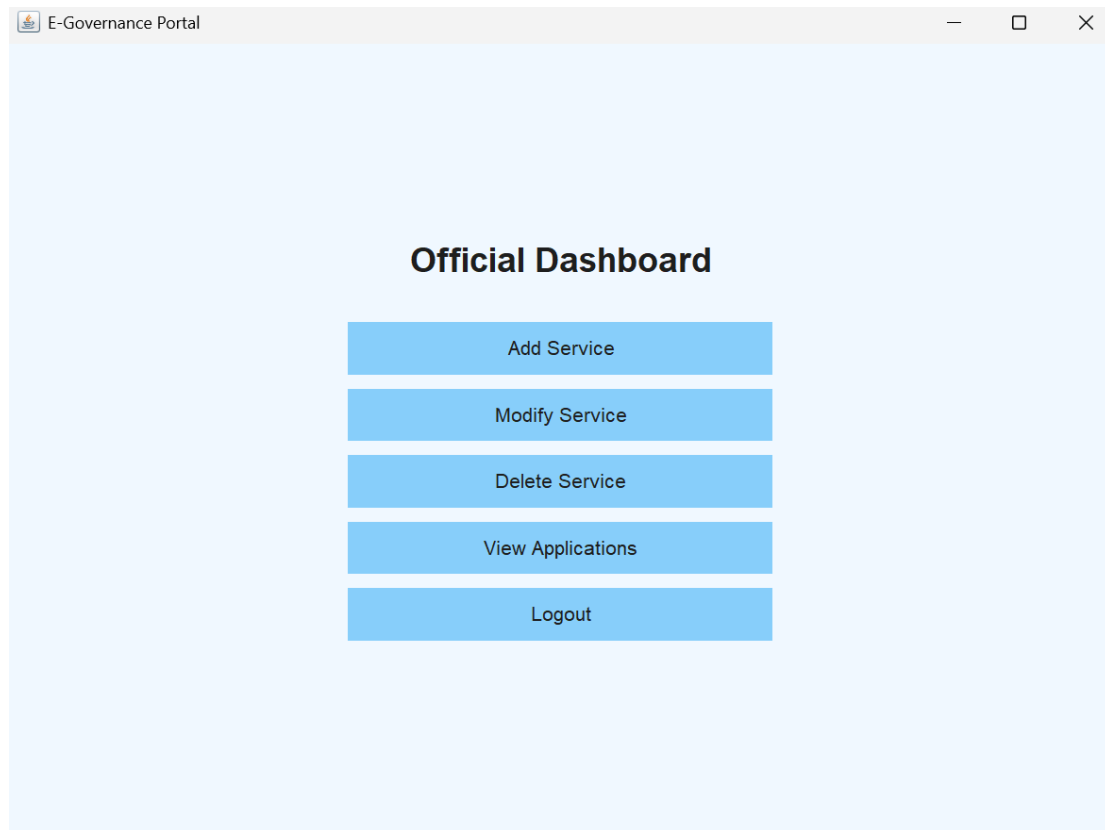 E-Governance Portal
Official Dashboard
Add Service
Modify Service
Delete Service
View Applications
Logout